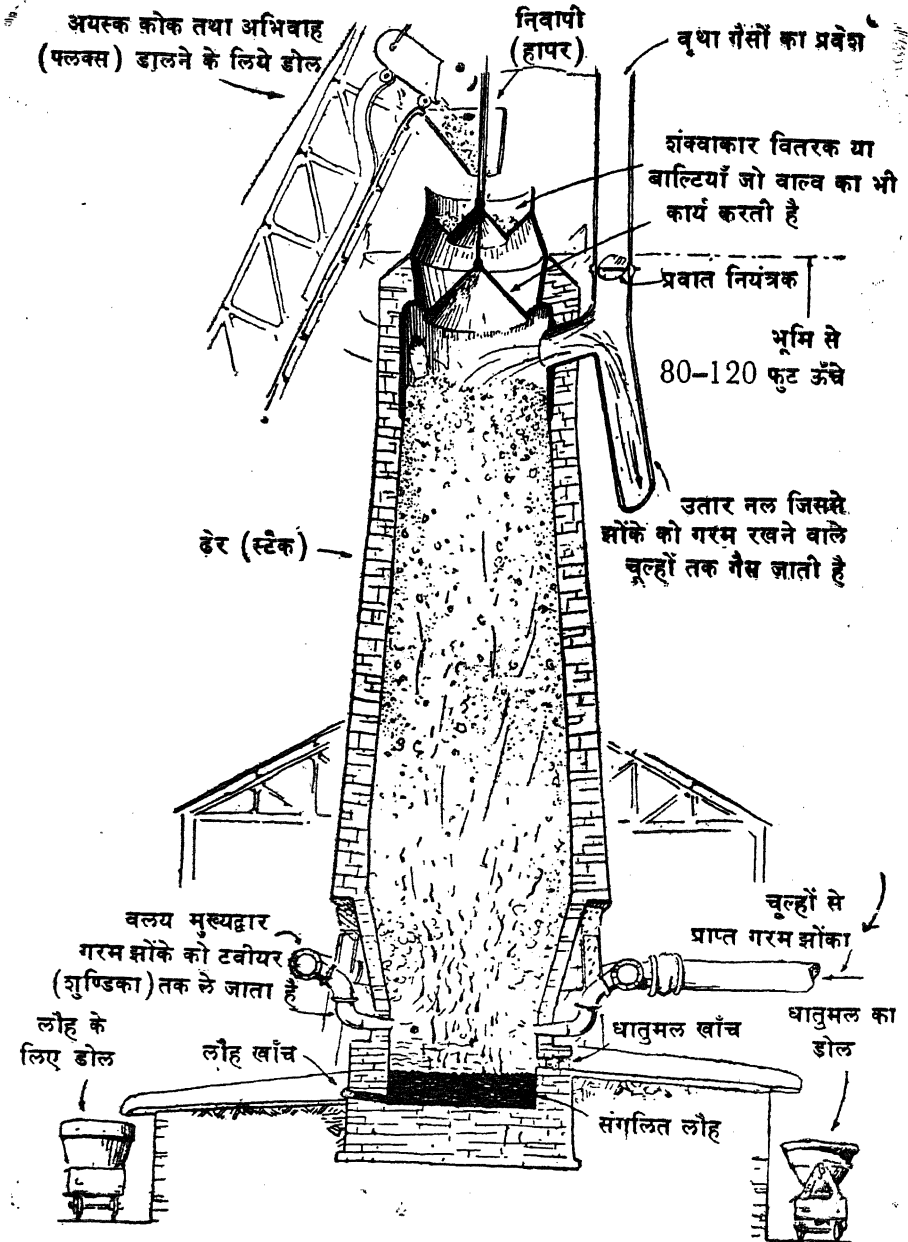 अयस्क क़ोक तथा अभिवाह
(फ्लक्स) डालने के लिये डोल
निवापी
(हापर)
वृथा गैसों का प्रवेश
शंक्वाकार वितरक या
बाल्टियाँ जो वाल्व का भी
कार्य करती है
प्रवात नियंत्रक
भूमि से
80-120 फुट ऊँचे
उतार नल जिससे
झोंके को गरम रखने वाले
चूल्हों तक गैस जाती है
ढेर (स्टैक)
वलय मुख्यद्वार
गरम झोंके को टवीयर
(शुण्डिका) तक ले जाता है
चूल्हों से
प्राप्त गरम झोंका
लौह के
लिए डोल
लौह खाँच
धातुमल खाँच
धातुमल का
डोल
संगलित लौह